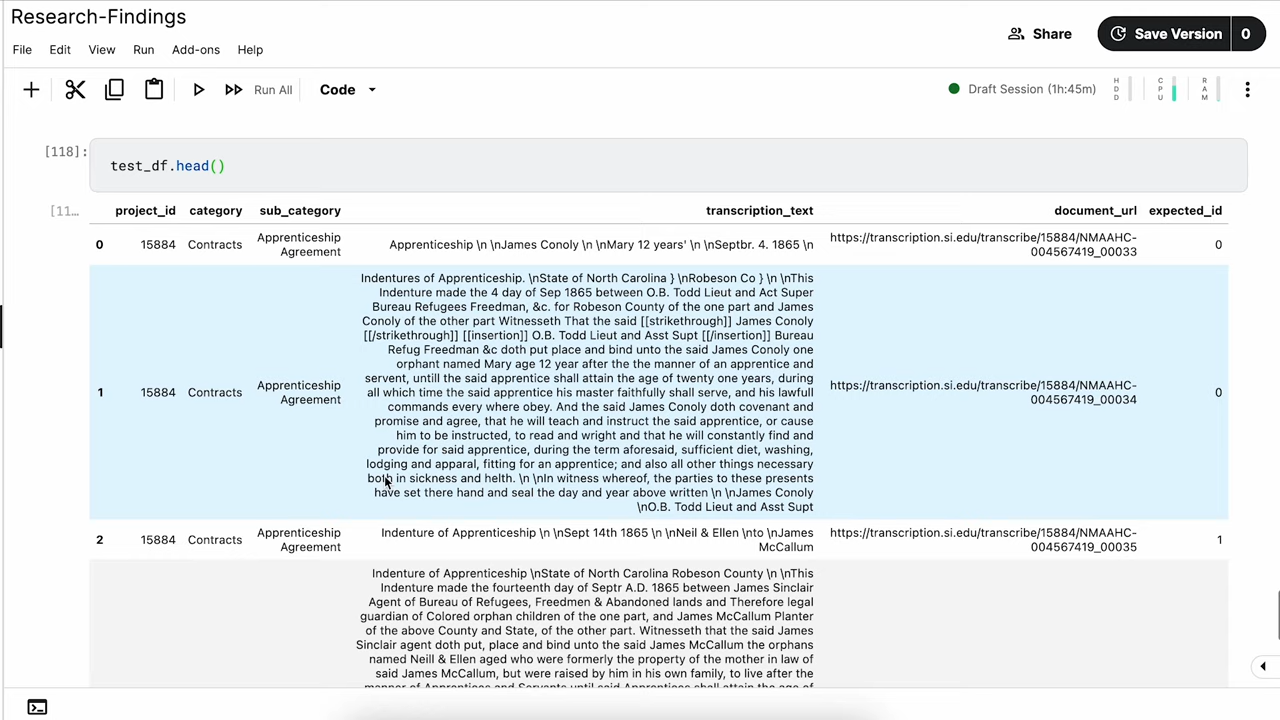 Research-Findings
File Edit View Run Add-ons Help
Share
Save Version 0
Run All
Code
Draft Session (1h:45m)
HDD
CPU
RAM
[118]:
test_df.head()
[11...
project_id category sub_category transcription_text document_url expected_id
0 15884 Contracts Apprenticeship Agreement
Apprenticeship \n \nJames Conoly \n \nMary 12 years' \n \nSeptbr. 4. 1865 \n
https://transcription.si.edu/transcribe/15884/NMAAHC-
004567419_00033
0
1 15884 Contracts Apprenticeship Agreement
Indentures of Apprenticeship. \nState of North Carolina } \nRobeson Co } \n \nThis
Indenture made the 4 day of Sep 1865 between O.B. Todd Lieut and Act Super
Bureau Refugees Freedman, &c. for Robeson County of the one part and James
Conoly of the other part Witnesseth That the said [[strikethrough]] James Conoly
[[/strikethrough]] [[insertion]] O.B. Todd Lieut and Asst Supt [[/insertion]] Bureau
Refug Freedman &c doth put place and bind unto the said James Conoly one
orphant named Mary age 12 year after the the manner of an apprentice and
servent, untill the said apprentice shall attain the age of twenty one years, during
all which time the said apprentice his master faithfully shall serve, and his lawfull
commands every where obey. And the said James Conoly doth covenant and
promise and agree, that he will teach and instruct the said apprentice, or cause
him to be instructed, to read and wright and that he will constantly find and
provide for said apprentice, during the term aforesaid, sufficient diet, washing,
lodging and apparal, fitting for an apprentice; and also all other things necessary
both in sickness and helth. \n \nIn witness whereof, the parties to these presents
have set there hand and seal the day and year above written \n \nJames Conoly
\nO.B. Todd Lieut and Asst Supt
https://transcription.si.edu/transcribe/15884/NMAAHC-
004567419_00034
0
2 15884 Contracts Apprenticeship Agreement
Indenture of Apprenticeship \n \nSept 14th 1865 \n \nNeil & Ellen \nto \nJames
McCallum
https://transcription.si.edu/transcribe/15884/NMAAHC-
004567419_00035
1
Indenture of Apprenticeship \nState of North Carolina Robeson County \n \nThis
Indenture made the fourteenth day of Septr A.D. 1865 between James Sinclair
Agent of Bureau of Refugees, Freedmen & Abandoned lands and Therefore legal
guardian of Colored orphan children of the one part, and James McCallum Planter
of the above County and State, of the other part. Witnesseth that the said James
Sinclair agent doth put, place and bind unto the said James McCallum the orphans
named Neill & Ellen aged who were formerly the property of the mother in law of
said James McCallum, but were raised by him in his own family, to live after the
manner of Apprentices and Servants until said Apprentices shall attain the age of